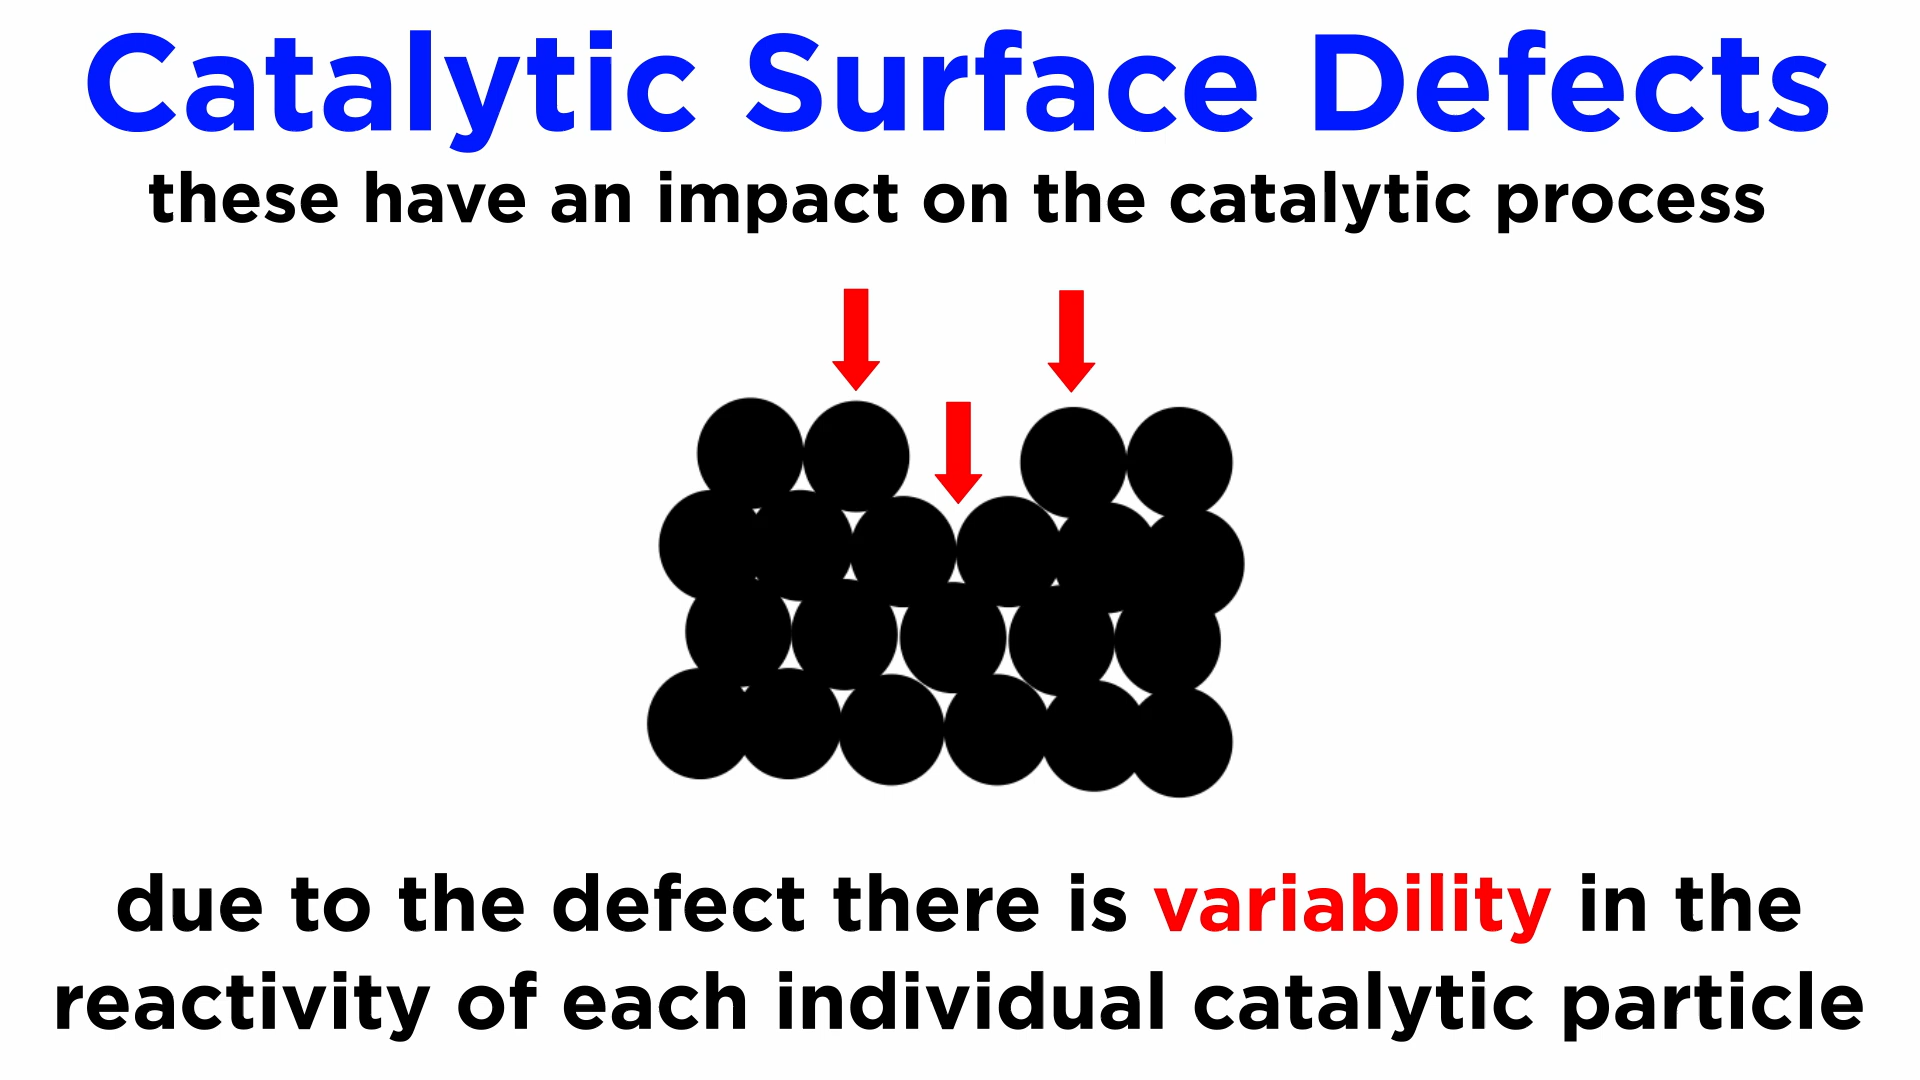 Catalytic Surface Defects
these have an impact on the catalytic process
due to the defect there is variability in the
reactivity of each individual catalytic particle